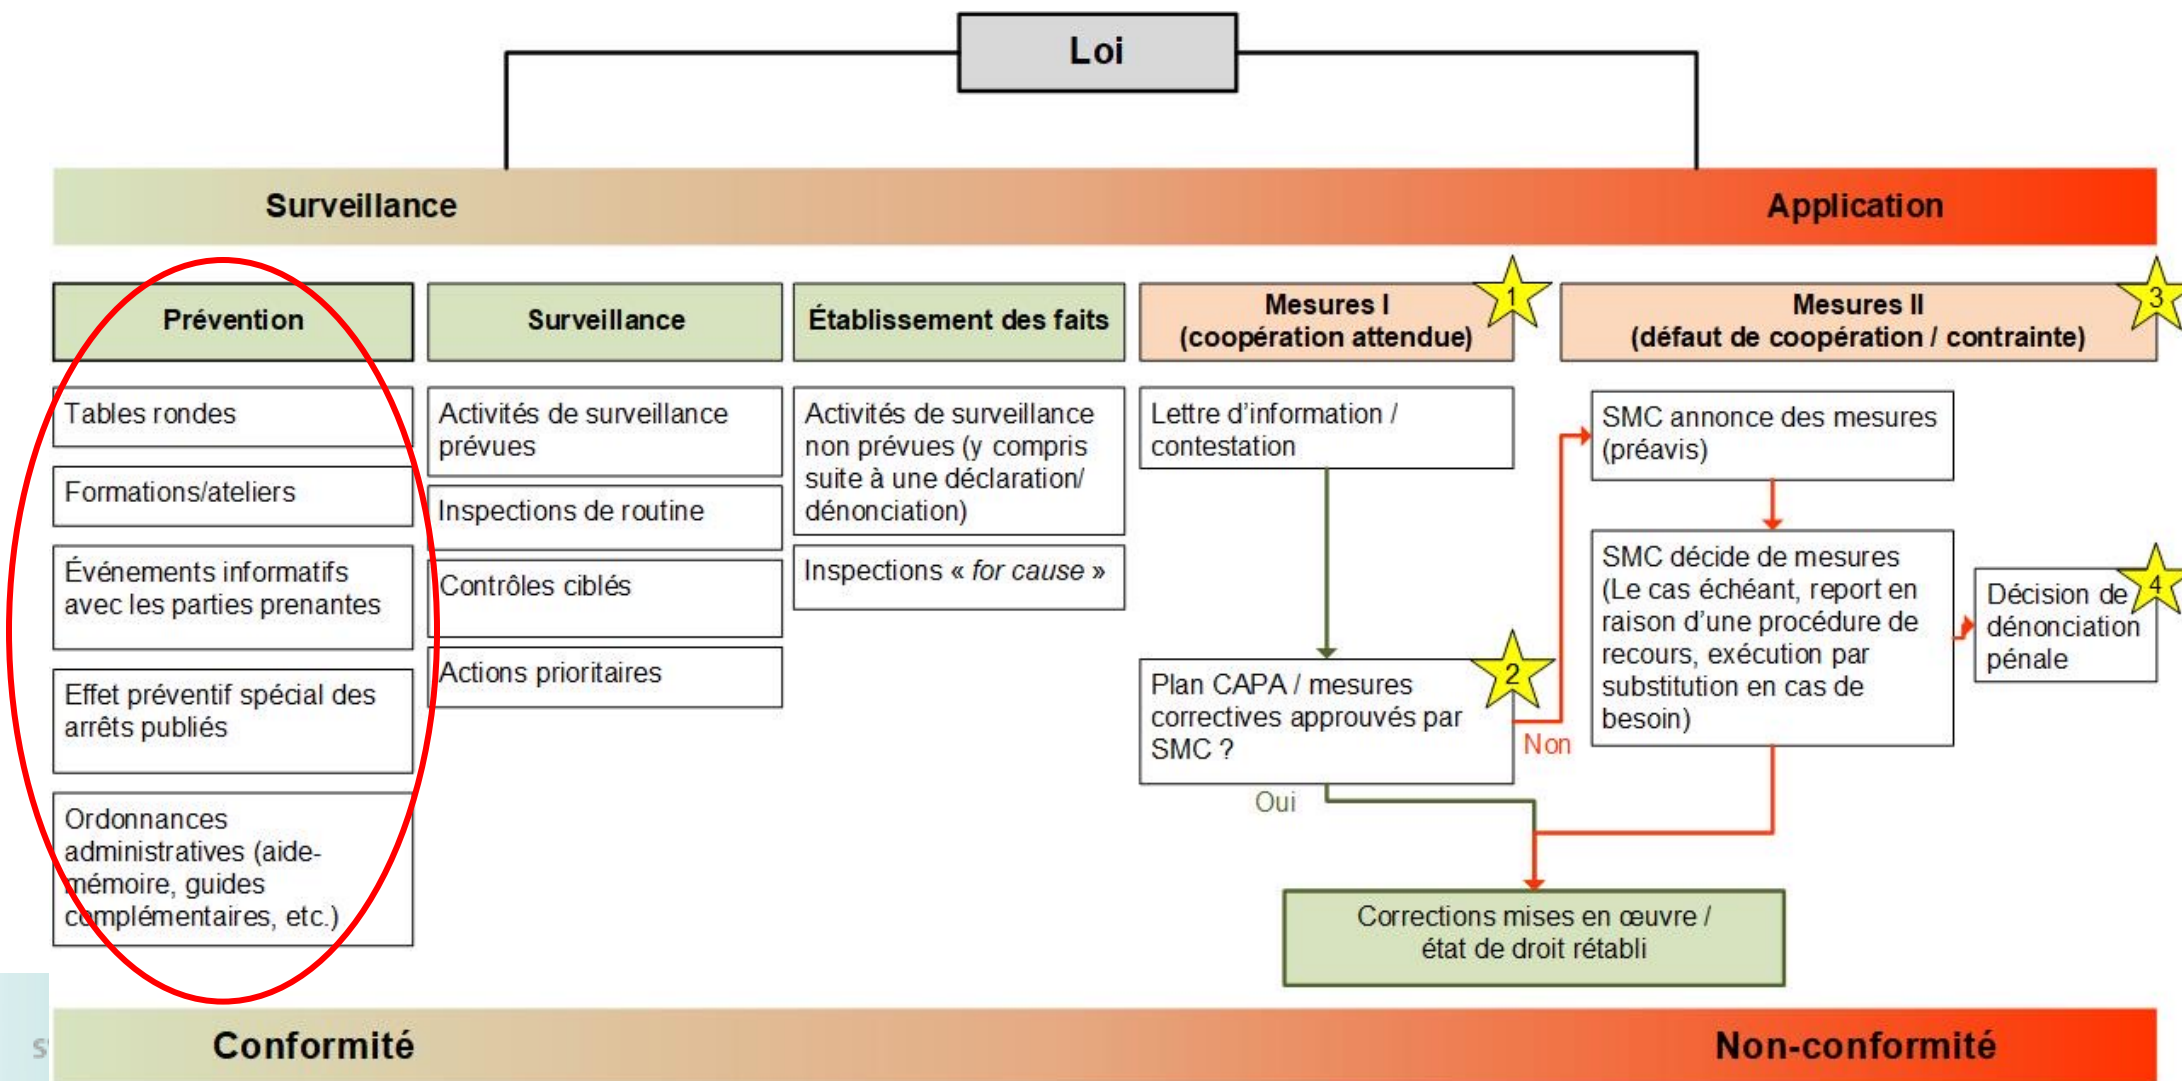 Loi
Surveillance
Application
Prévention
Tables rondes
Formations/ateliers
Événements informatifs
avec les parties prenantes
Effet préventif spécial des
arrêts publiés
Ordonnances
administratives (aide-
mémoire, guides
complémentaires, etc.)
Surveillance
Activités de surveillance
prévues
Inspections de routine
Contrôles ciblés
Actions prioritaires
Établissement des faits
Activités de surveillance
non prévues (y compris
suite à une déclaration/
dénonciation)
Inspections « for cause »
Mesures I
(coopération attendue)
1
Lettre d’information /
contestation
Plan CAPA / mesures
correctives approuvés par
SMC ?
2
Non
Oui
Mesures II
(défaut de coopération / contrainte)
3
SMC annonce des mesures
(préavis)
SMC décide de mesures
(Le cas échéant, report en
raison d’une procédure de
recours, exécution par
substitution en cas de
besoin)
Décision de
dénonciation
pénale
4
Corrections mises en œuvre /
état de droit rétabli
Conformité
Non-conformité